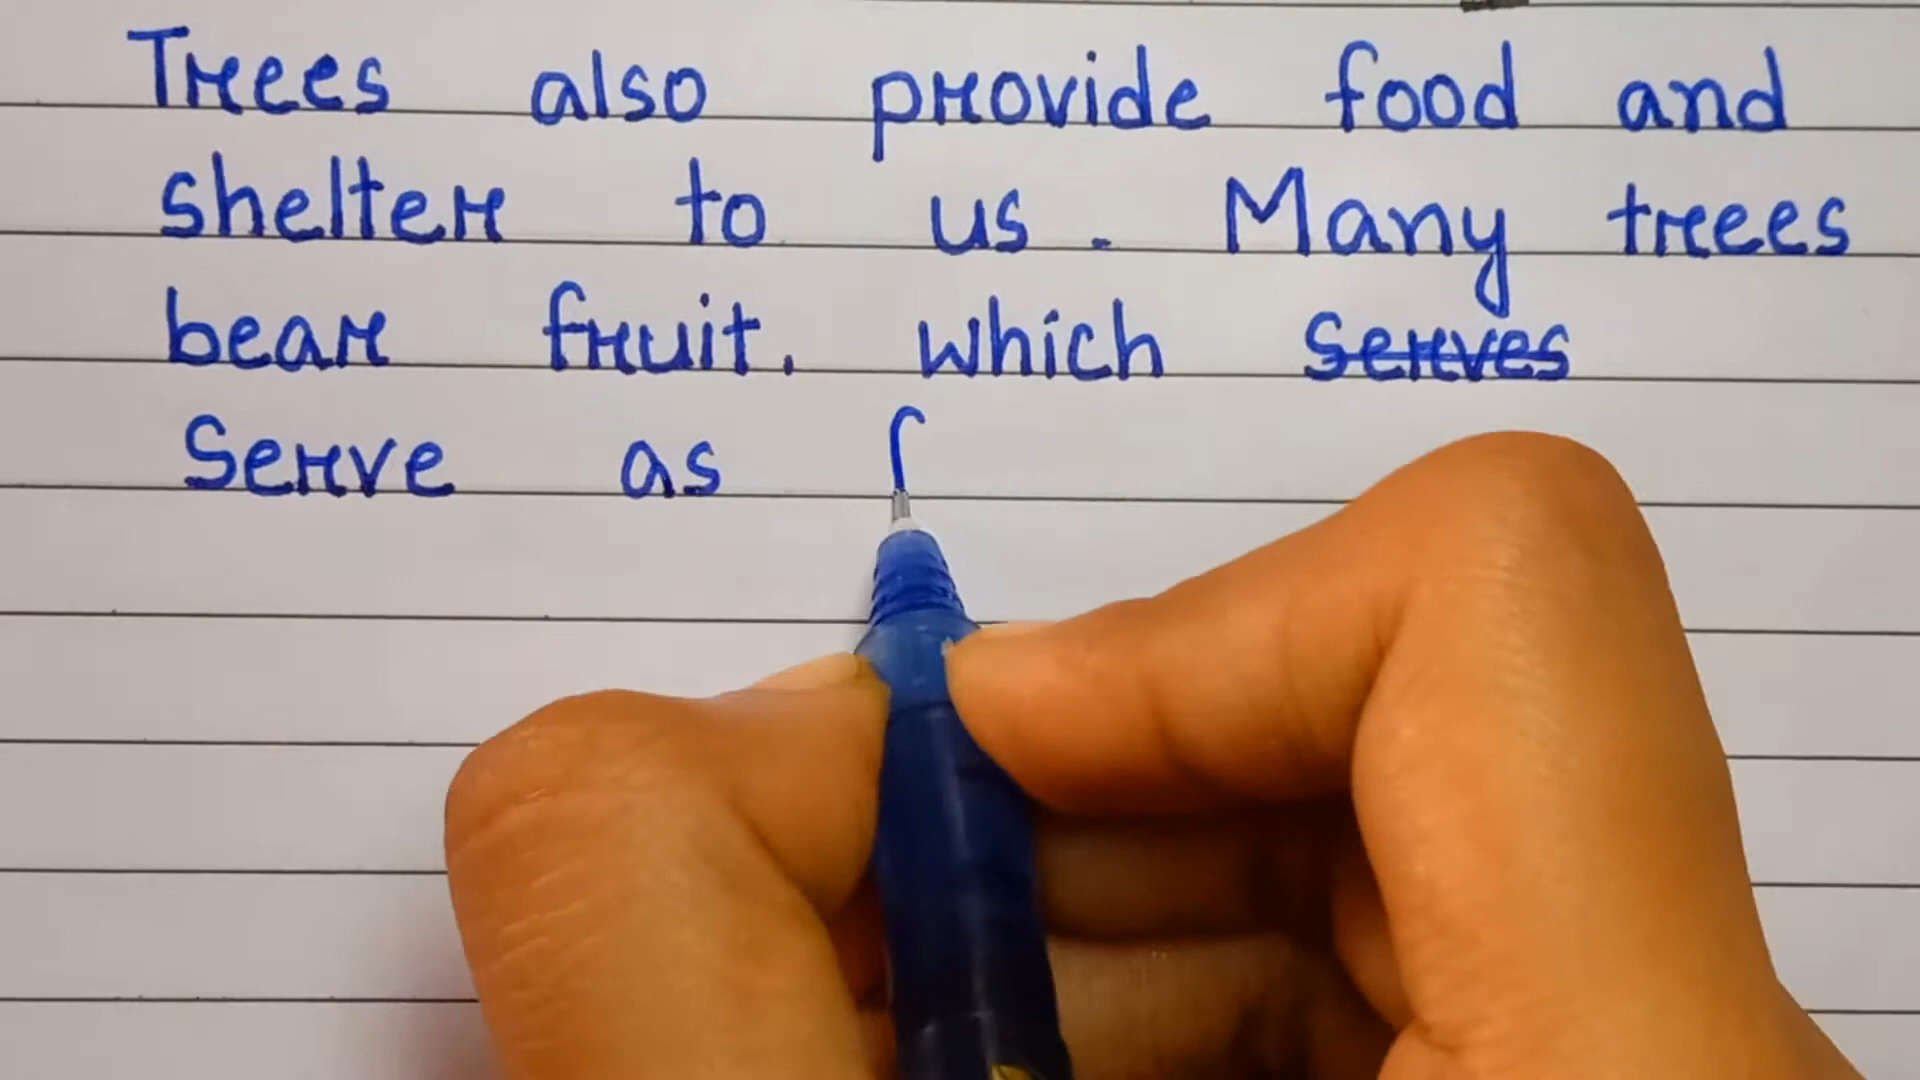 Trees also provide food and
shelter to us. Many trees
bear fruit. which serves
Serve as